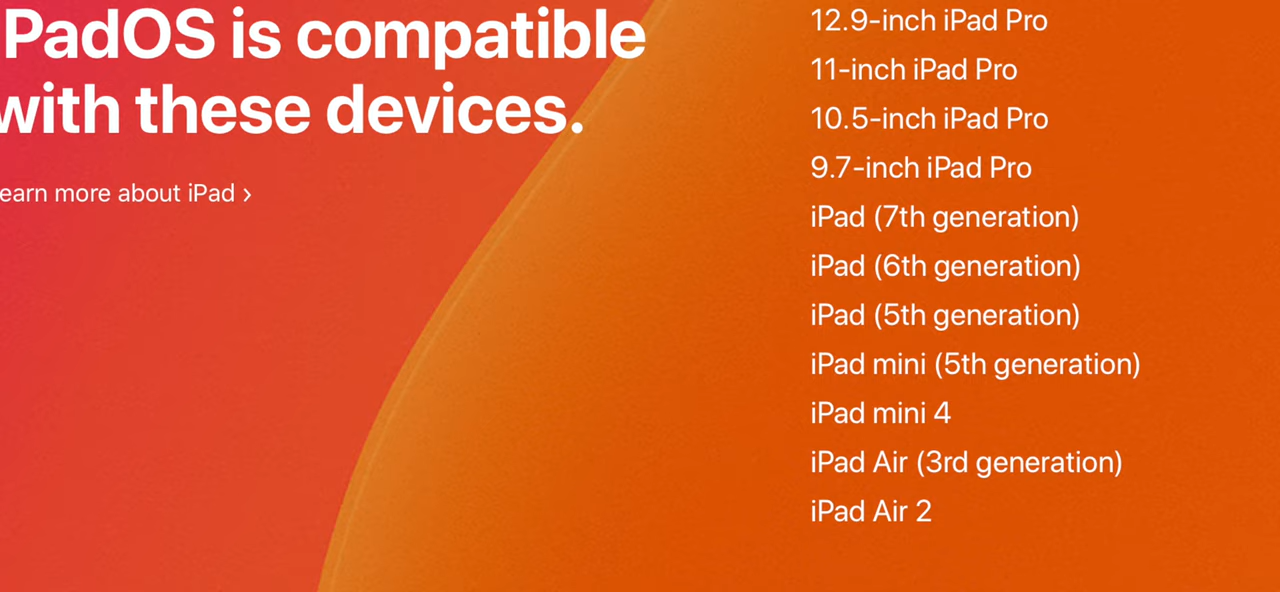 PadOS is compatible
with these devices.
earn more about iPad ›
12.9-inch iPad Pro
11-inch iPad Pro
10.5-inch iPad Pro
9.7-inch iPad Pro
iPad (7th generation)
iPad (6th generation)
iPad (5th generation)
iPad mini (5th generation)
iPad mini 4
iPad Air (3rd generation)
iPad Air 2